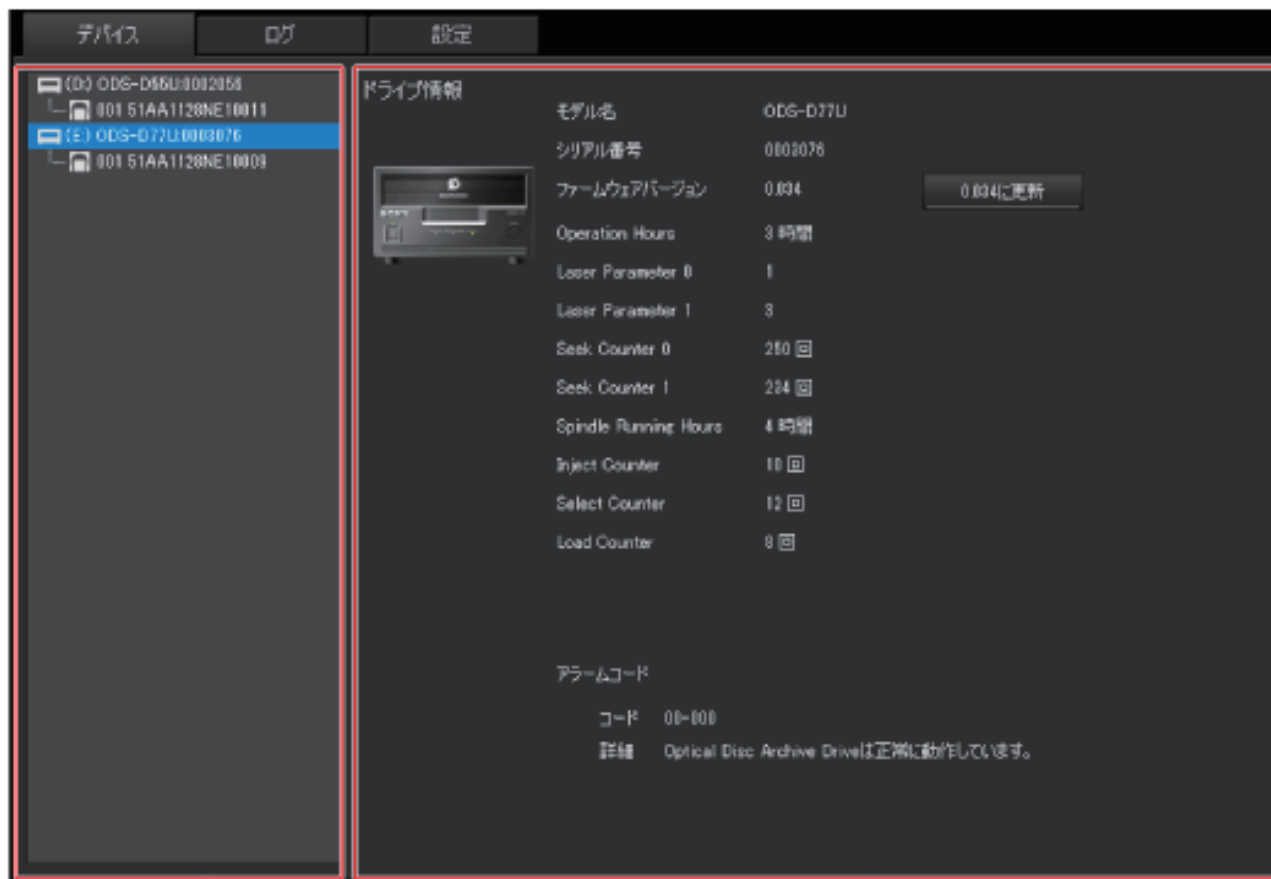 デバイス ログ 設定
(D:) ODS-D55U:0002056
001 51AA1128NE10011
(E:) ODS-D77U:0003076
001 51AA1128NE10009
ドライブ情報
モデル名 ODS-D77U
シリアル番号 0003076
ファームウェアバージョン 0.034 0.034に更新
SONY
Operation Hours 3 時間
Laser Parameter 0 1
Laser Parameter 1 3
Seek Counter 0 250 回
Seek Counter 1 234 回
Spindle Running Hours 4 時間
Inject Counter 10 回
Select Counter 12 回
Load Counter 8 回
アラームコード
コード 00-000
詳細 Optical Disc Archive Driveは正常に動作しています。